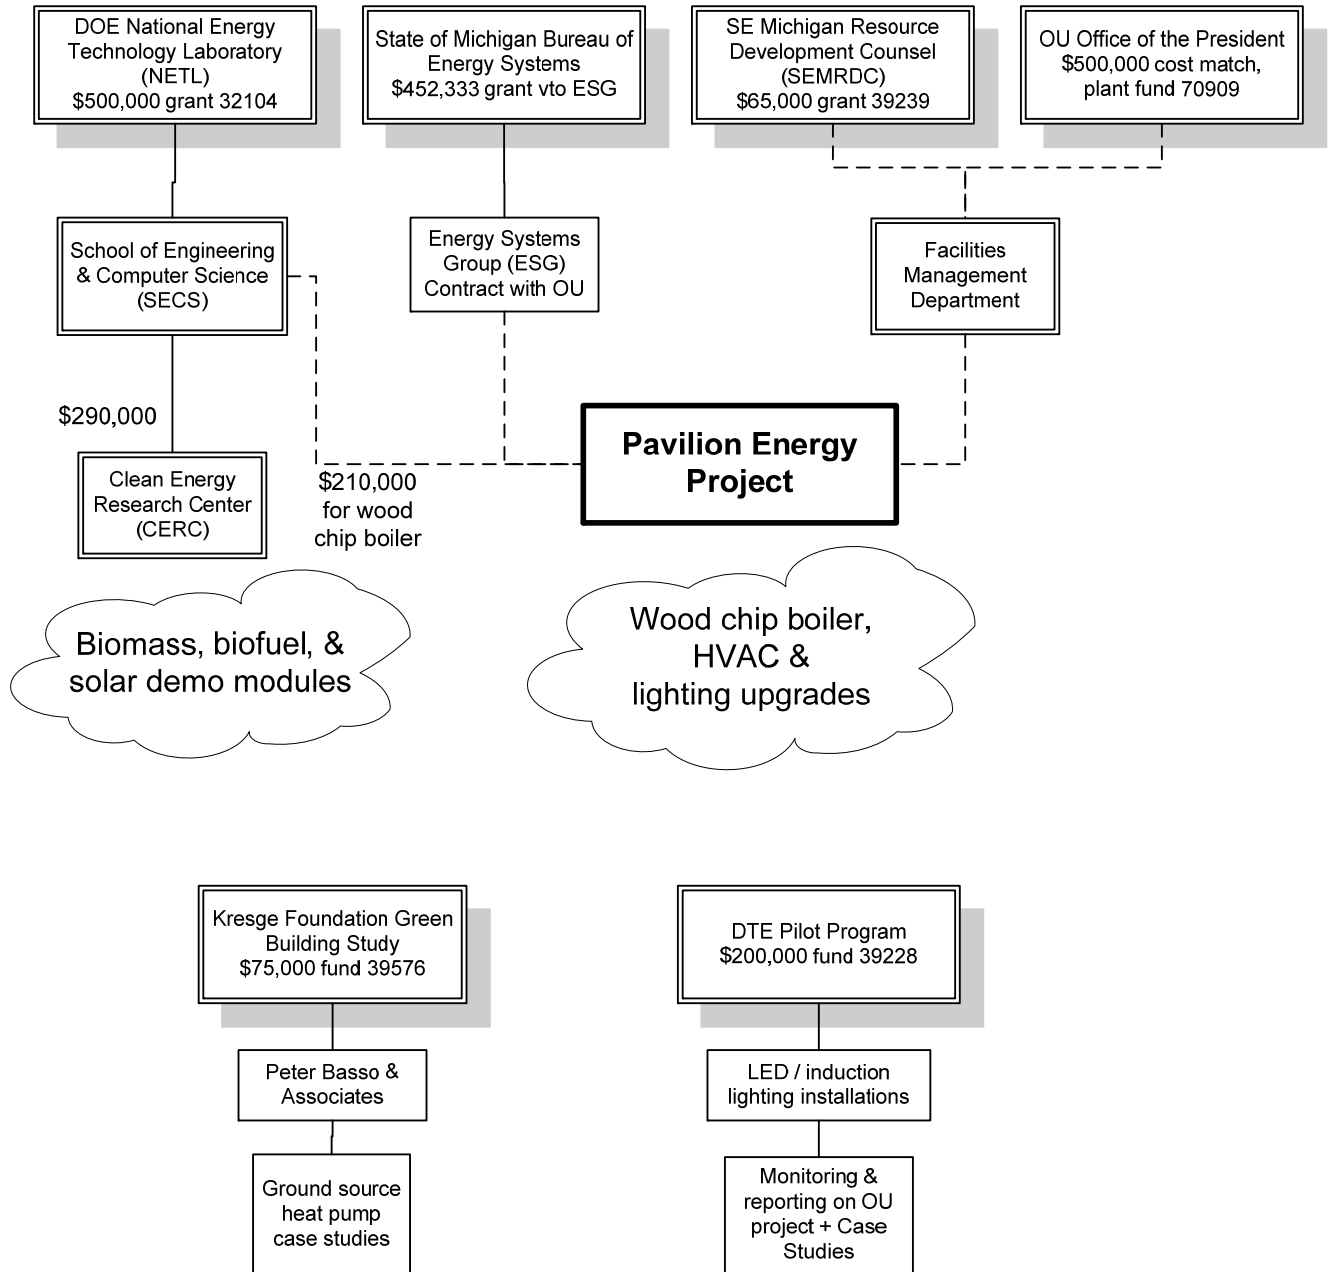 DOE National Energy
Technology Laboratory
(NETL)
$500,000 grant 32104
State of Michigan Bureau of
Energy Systems
$452,333 grant vto ESG
SE Michigan Resource
Development Counsel
(SEMRDC)
$65,000 grant 39239
OU Office of the President
$500,000 cost match,
plant fund 70909
School of Engineering
& Computer Science
(SECS)
Energy Systems
Group (ESG)
Contract with OU
Facilities
Management
Department
$290,000
Clean Energy
Research Center
(CERC)
$210,000
for wood
chip boiler
Pavilion Energy
Project
Biomass, biofuel, &
solar demo modules
Wood chip boiler,
HVAC &
lighting upgrades
Kresge Foundation Green
Building Study
$75,000 fund 39576
DTE Pilot Program
$200,000 fund 39228
Peter Basso &
Associates
LED / induction
lighting installations
Ground source
heat pump
case studies
Monitoring &
reporting on OU
project + Case
Studies